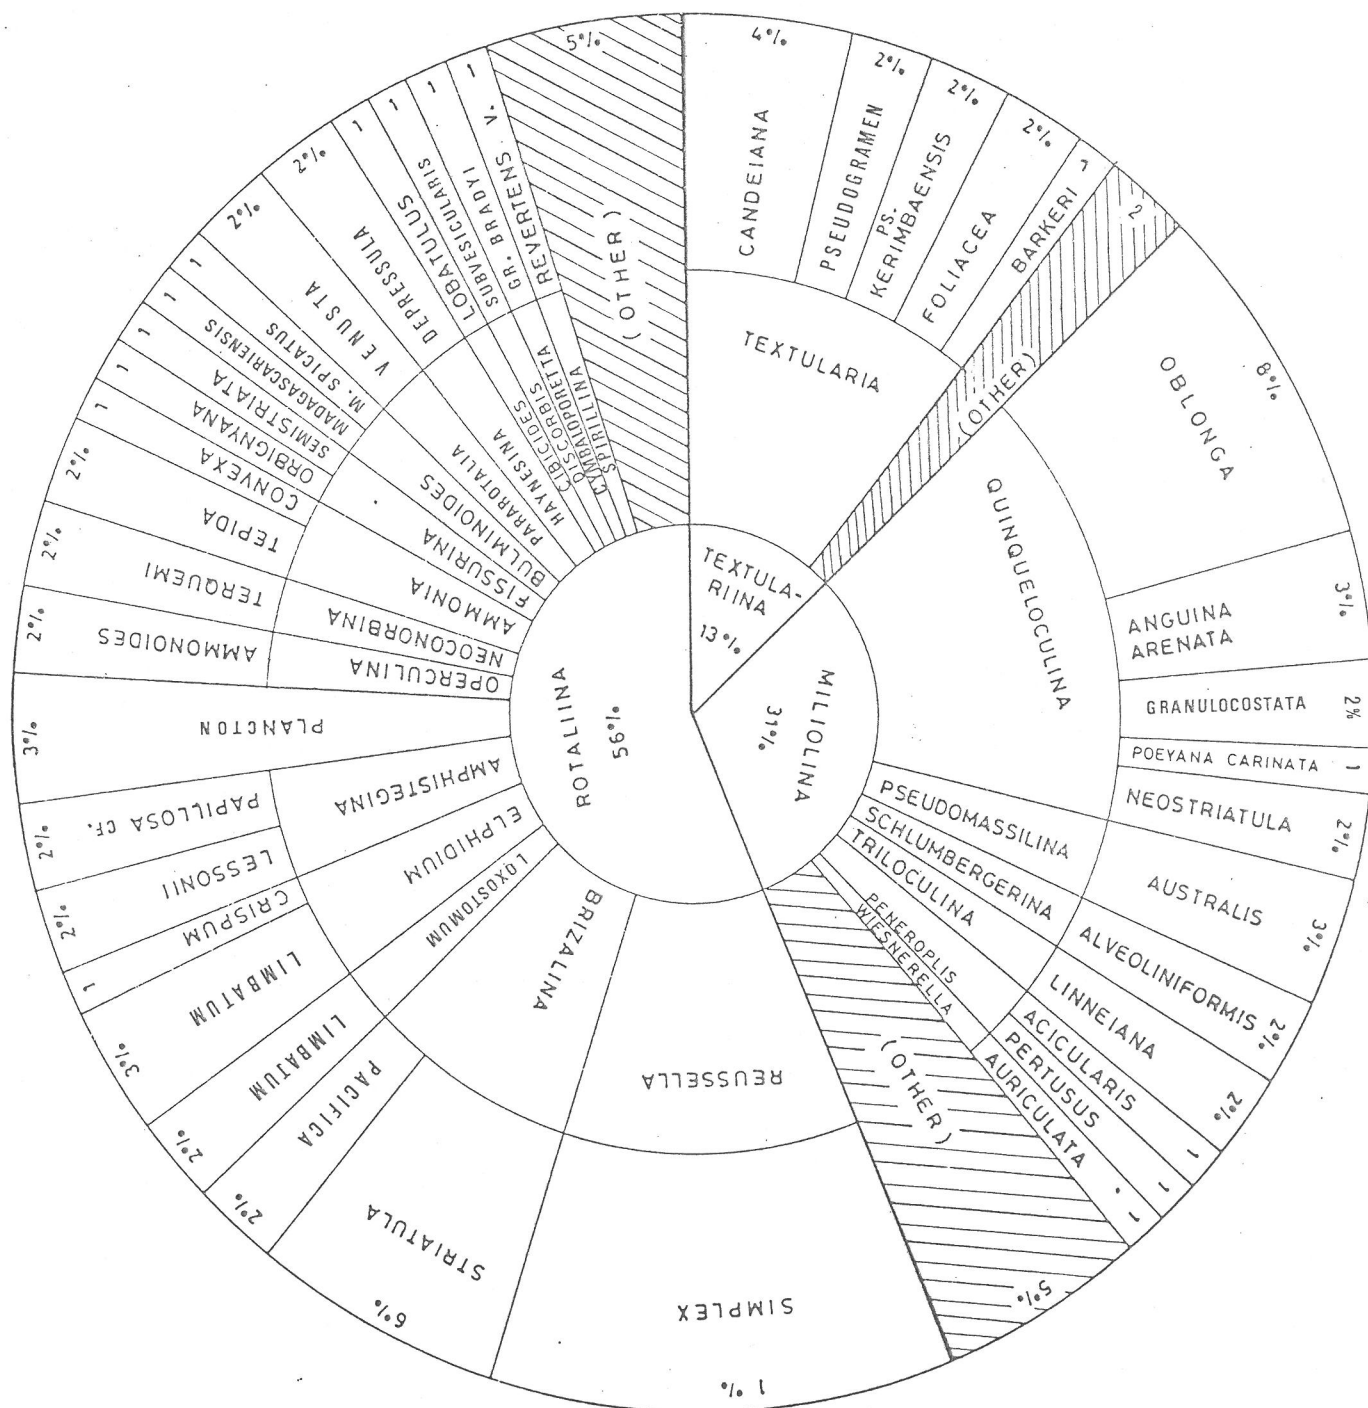 TEXTULA-
RIINA
13%
MILIOLINA
31%
ROTALIINA
56%
TEXTULARIA
CANDEIANA
4%
PSEUDOGRAMEN
2%
PS.
KERIMBAENSIS
2%
FOLIACEA
2%
BARKERI
1
(OTHER)
2
QUINQUELOCULINA
OBLONGA
8%
ANGUINA
ARENATA
3%
GRANULOCOSTATA
2%
POEYANA CARINATA
1
NEOSTRIATULA
2%
PSEUDOMASSILINA
AUSTRALIS
3%
SCHLUMBERGERINA
ALVEOLINIFORMIS
2%
TRILOCULINA
LINNEIANA
2%
ACICULARIS
1
PENEROPLIS
PERTUSUS
1
WIESNERELLA
AURICULATA
1
(OTHER)
5%
REUSSELLA
SIMPLEX
1%
BRIZALINA
STRIATULA
6%
PACIFICA
2%
LOXOSTOMUM
LIMBATUM
2%
ELPHIDIUM
LIMBATUM
3%
CRISPUM
1
AMPHISTEGINA
LESSONII
2%
PAPILLOSA CF.
2%
PLANCTON
3%
OPERCULINA
AMMONOIDES
2%
NEOCONORBINA
TERQUEMI
2%
AMMONIA
TEPIDA
2%
CONVEXA
1
FISSURINA
ORBIGNYANA
1
SEMISTRIATA
1
BULMINOIDES
MADAGASCARIENSIS
1
M. SPICATUS
1
PARAROTALIA
VENUSTA
2%
HAYNESINA
DEPRESSULA
2%
CIBICIDES
LOBATULUS
1
DISCORBIS
SUBVESICULARIS
1
CYMBALOPORETTA
GR. BRADYI
1
SPIRILLINA
REVERTENS V.
1
(OTHER)
5%